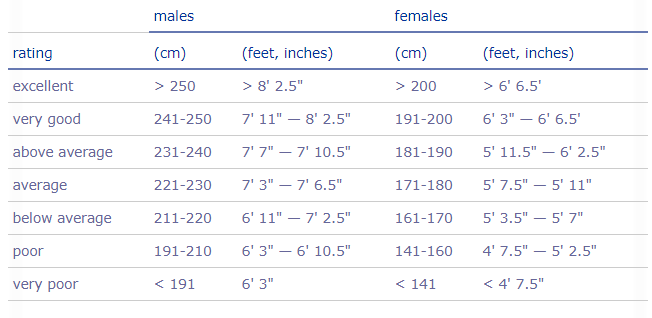 males females
rating (cm) (feet, inches) (cm) (feet, inches)
excellent > 250 > 8' 2.5" > 200 > 6' 6.5'
very good 241-250 7' 11" — 8' 2.5" 191-200 6' 3" — 6' 6.5'
above average 231-240 7' 7" — 7' 10.5" 181-190 5' 11.5" — 6' 2.5"
average 221-230 7' 3" — 7' 6.5" 171-180 5' 7.5" — 5' 11"
below average 211-220 6' 11" — 7' 2.5" 161-170 5' 3.5" — 5' 7"
poor 191-210 6' 3" — 6' 10.5" 141-160 4' 7.5" — 5' 2.5"
very poor < 191 6' 3" < 141 < 4' 7.5"